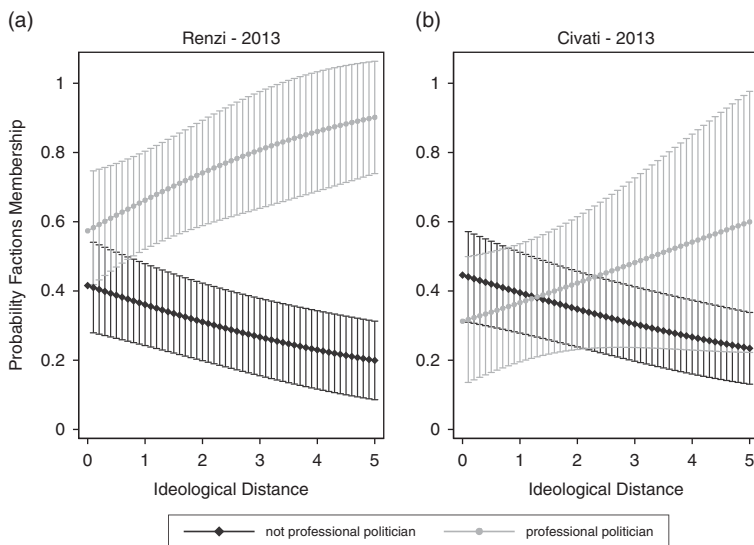 (a)
Renzi - 2013
Probability Factions Membership
1
0.8
0.6
0.4
0.2
0
0 1 2 3 4 5
Ideological Distance
(b)
Civati - 2013
1
0.8
0.6
0.4
0.2
0
0 1 2 3 4 5
Ideological Distance
not professional politician professional politician